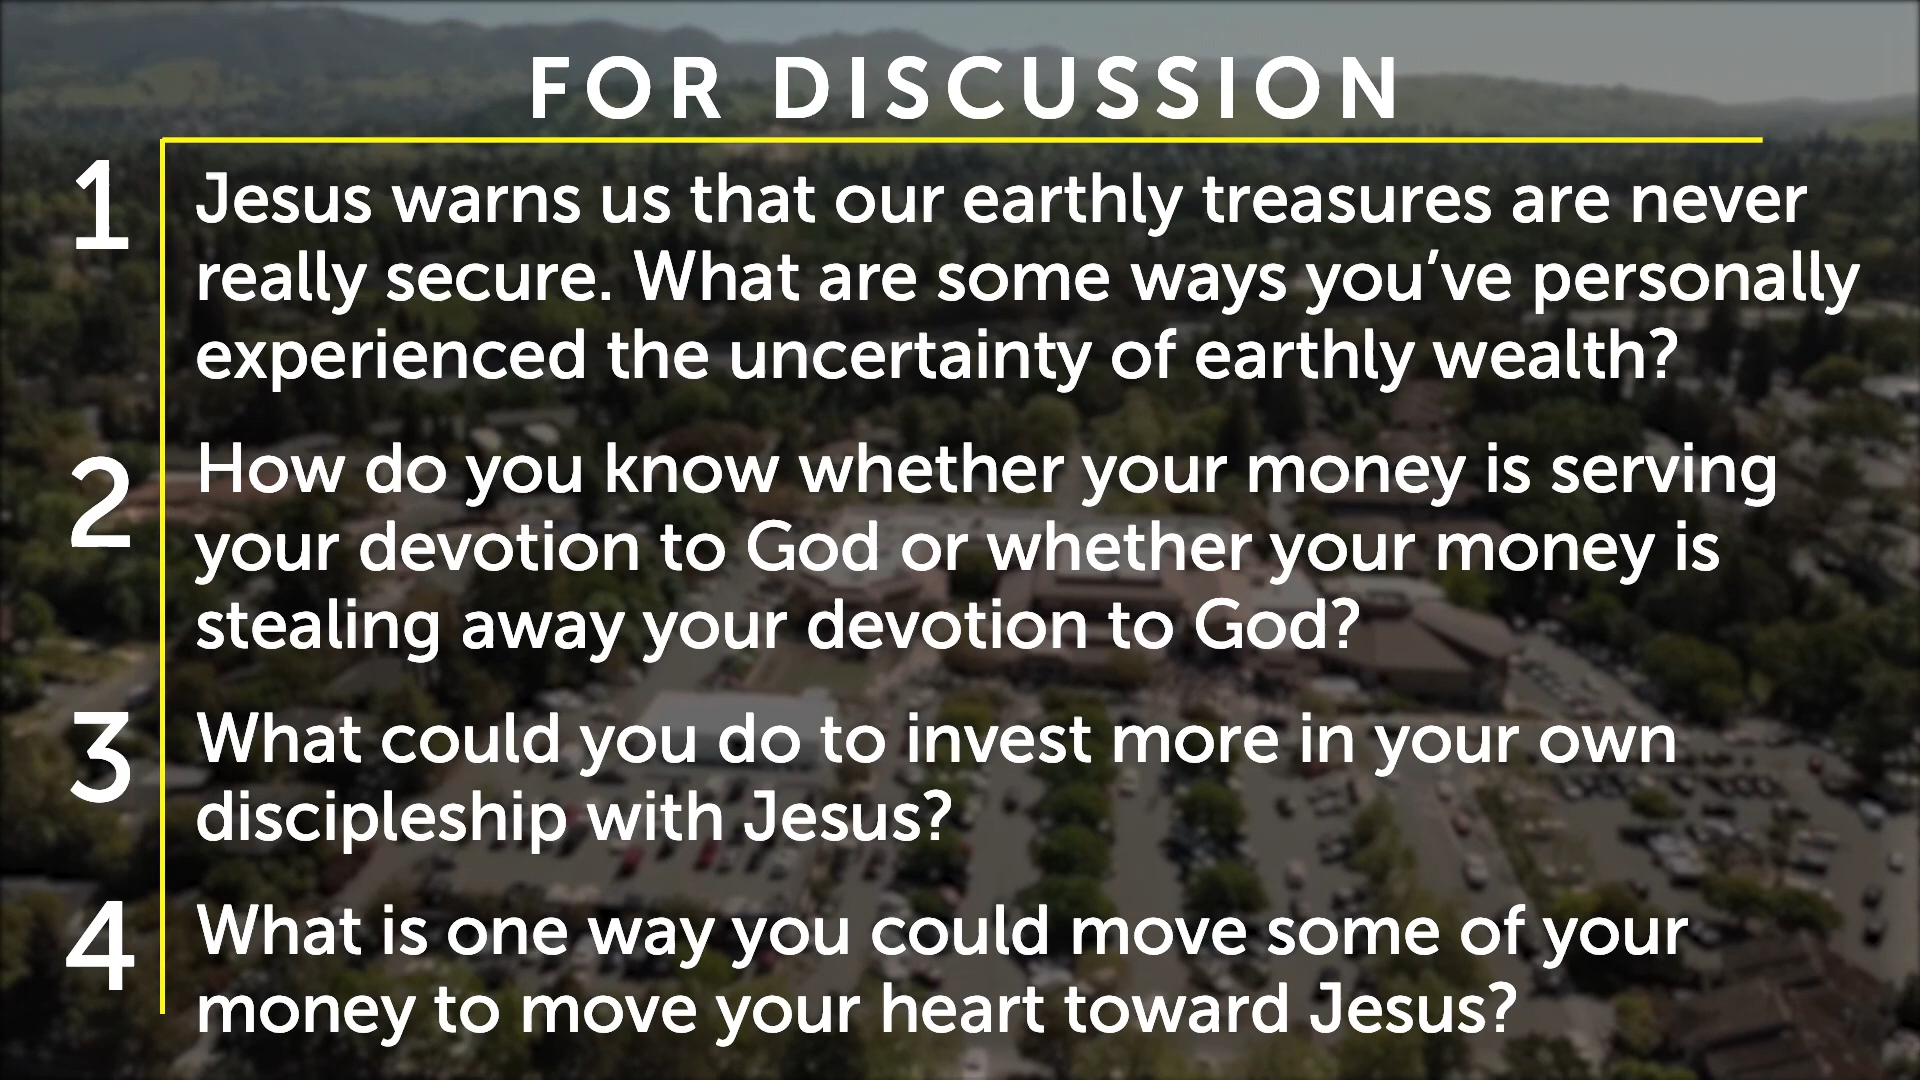 FOR DISCUSSION
1
Jesus warns us that our earthly treasures are never
really secure. What are some ways you’ve personally
experienced the uncertainty of earthly wealth?
2
How do you know whether your money is serving
your devotion to God or whether your money is
stealing away your devotion to God?
3
What could you do to invest more in your own
discipleship with Jesus?
4
What is one way you could move some of your
money to move your heart toward Jesus?